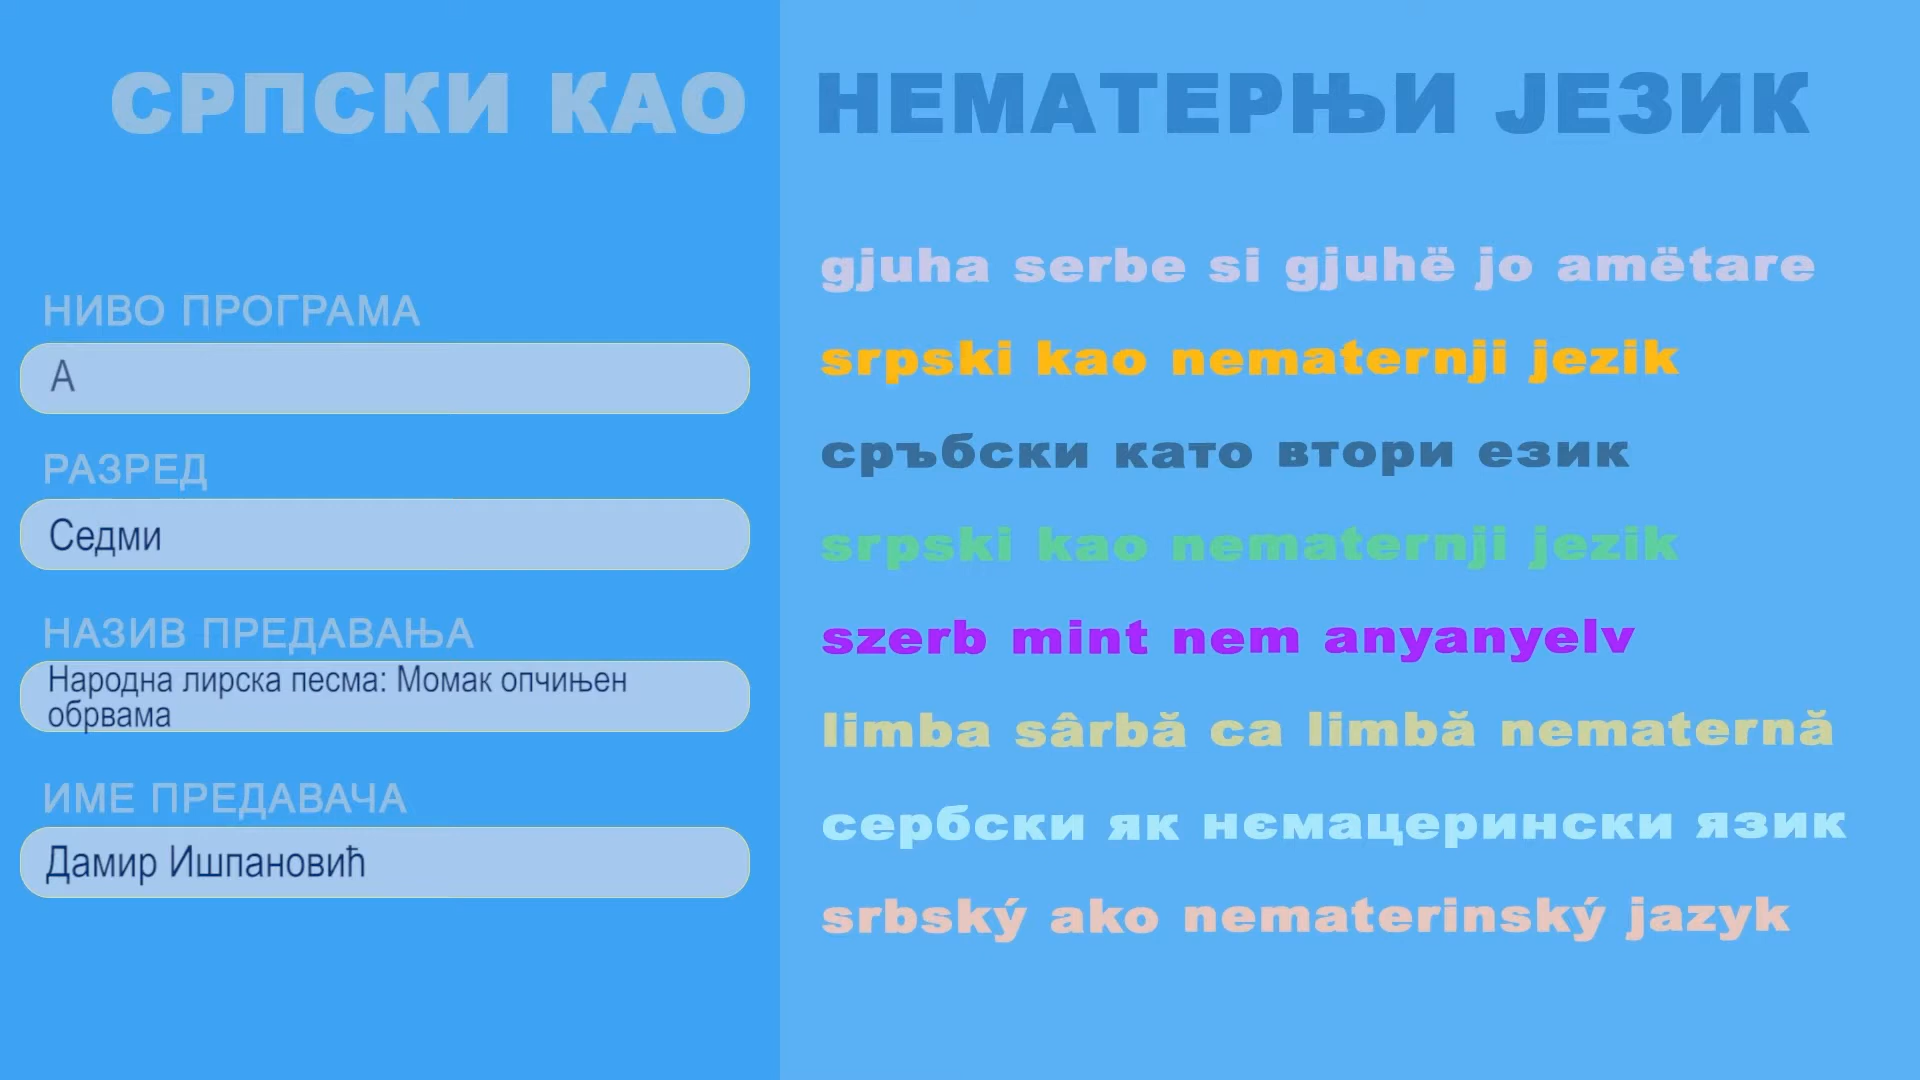 СРПСКИ КАО НЕМАТЕРЊИ ЈЕЗИК
НИВО ПРОГРАМА
А
РАЗРЕД
Седми
НАЗИВ ПРЕДАВАЊА
Народна лирска песма: Момак опчињен
обрвама
ИМЕ ПРЕДАВАЧА
Дамир Ишпановић
gjuha serbe si gjuhë jo amëtare
srpski kao nematernji jezik
сръбски като втори език
srpski kao nematernji jezik
szerb mint nem anyanyelv
limba sârbă ca limbă nematernă
сербски як нємацерински язик
srbský ako nematerinský jazyk